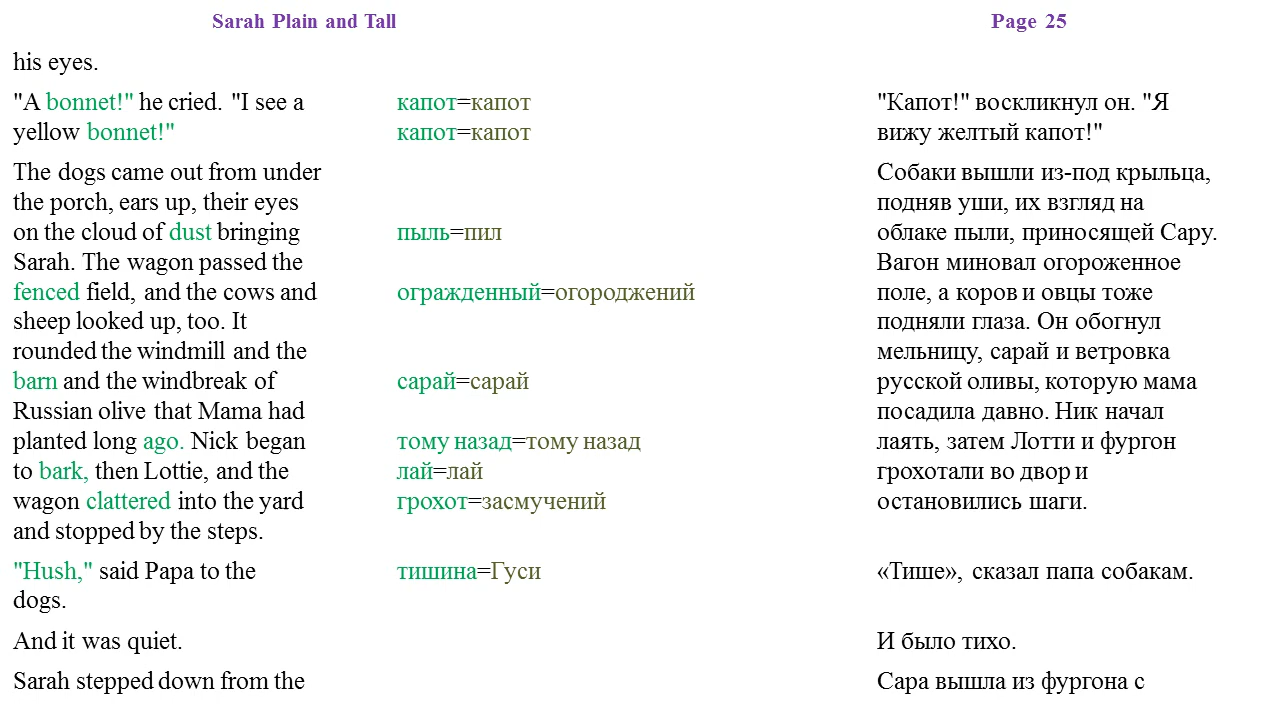 Sarah Plain and Tall
Page 25
his eyes.
"A bonnet!" he cried. "I see a
yellow bonnet!"
капот=капот
капот=капот
"Капот!" воскликнул он. "Я
вижу желтый капот!"
The dogs came out from under
the porch, ears up, their eyes
on the cloud of dust bringing
Sarah. The wagon passed the
fenced field, and the cows and
sheep looked up, too. It
rounded the windmill and the
barn and the windbreak of
Russian olive that Mama had
planted long ago. Nick began
to bark, then Lottie, and the
wagon clattered into the yard
and stopped by the steps.
пыль=пил
огражденный=огороджений
сарай=сарай
тому назад=тому назад
лай=лай
грохот=засмучений
Собаки вышли из-под крыльца,
подняв уши, их взгляд на
облаке пыли, приносящей Сару.
Вагон миновал огороженное
поле, а коров и овцы тоже
подняли глаза. Он обогнул
мельницу, сарай и ветровка
русской оливы, которую мама
посадила давно. Ник начал
лаять, затем Лотти и фургон
грохотали во двор и
остановились шаги.
"Hush," said Papa to the
dogs.
тишина=Гуси
«Тише», сказал папа собакам.
And it was quiet.
И было тихо.
Sarah stepped down from the
Сара вышла из фургона с